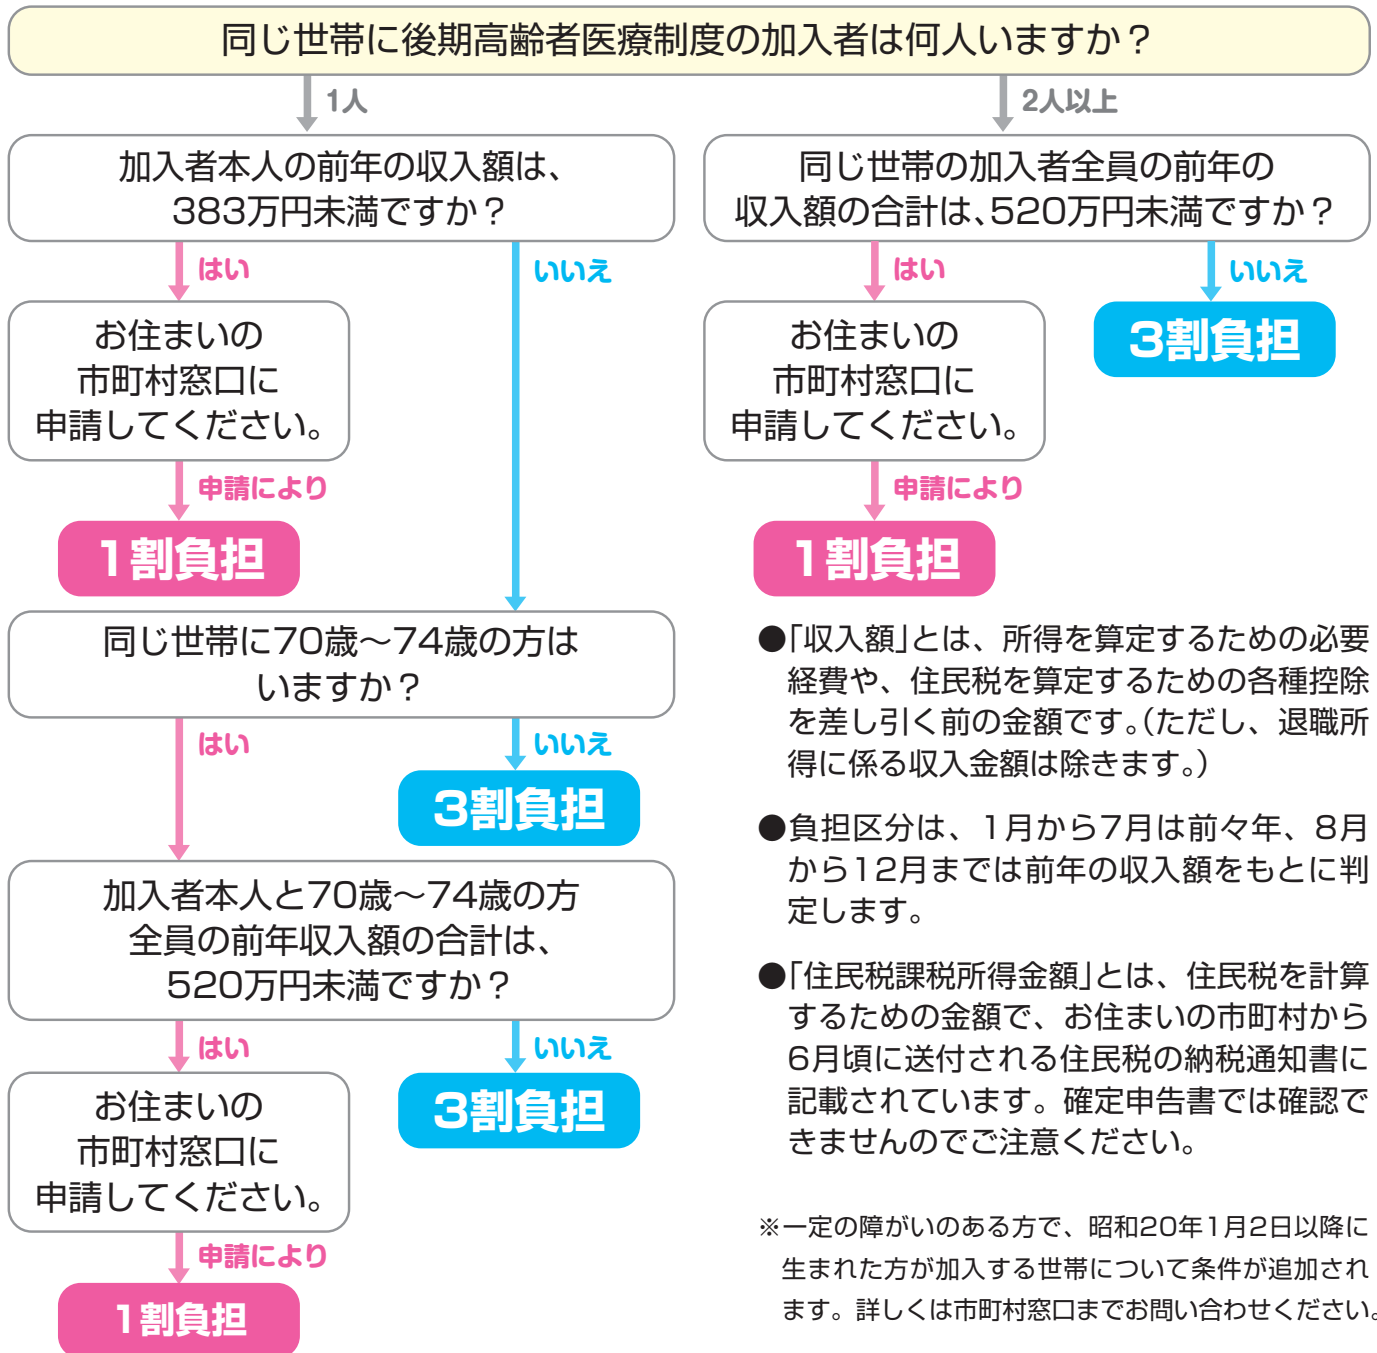 同じ世帯に後期高齢者医療制度の加入者は何人いますか？
1人
加入者本人の前年の収入額は、
383万円未満ですか？
はい
いいえ
お住まいの
市町村窓口に
申請してください。
申請により
1割負担
同じ世帯に70歳～74歳の方は
いますか？
はい
いいえ
3割負担
加入者本人と70歳～74歳の方
全員の前年収入額の合計は、
520万円未満ですか？
はい
いいえ
3割負担
お住まいの
市町村窓口に
申請してください。
申請により
1割負担
2人以上
同じ世帯の加入者全員の前年の
収入額の合計は、520万円未満ですか？
はい
いいえ
3割負担
お住まいの
市町村窓口に
申請してください。
申請により
1割負担
●「収入額」とは、所得を算定するための必要
経費や、住民税を算定するための各種控除
を差し引く前の金額です。（ただし、退職所
得に係る収入金額は除きます。）
●負担区分は、1月から7月は前々年、8月
から12月までは前年の収入額をもとに判
定します。
●「住民税課税所得金額」とは、住民税を計算
するための金額で、お住まいの市町村から
6月頃に送付される住民税の納税通知書に
記載されています。確定申告書では確認で
きませんのでご注意ください。
※一定の障がいのある方で、昭和20年1月2日以降に
生まれた方が加入する世帯について条件が追加され
ます。詳しくは市町村窓口までお問い合わせください。